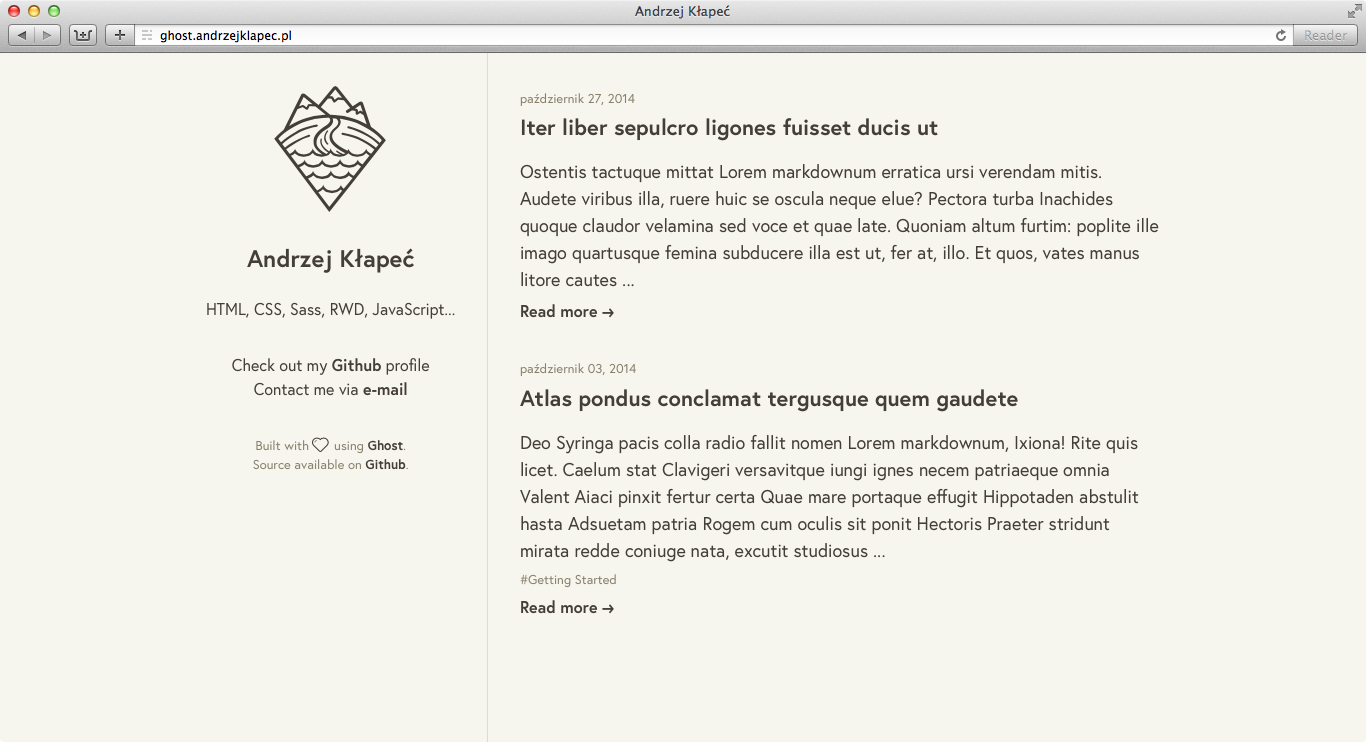 Andrzej Kłapeć
ghost.andrzejklapec.pl
Reader
Andrzej Kłapeć
HTML, CSS, Sass, RWD, JavaScript...
Check out my Github profile
Contact me via e-mail
Built with using Ghost.
Source available on Github.
październik 27, 2014
Iter liber sepulcro ligones fuisset ducis ut
Ostentis tactuque mittat Lorem markdownum erratica ursi verendam mitis.
Audete viribus illa, ruere huic se oscula neque elue? Pectora turba Inachides
quoque claudor velamina sed voce et quae late. Quoniam altum furtim: poplite ille
imago quartusque femina subducere illa est ut, fer at, illo. Et quos, vates manus
litore cautes ...
Read more →
październik 03, 2014
Atlas pondus conclamat tergusque quem gaudete
Deo Syringa pacis colla radio fallit nomen Lorem markdownum, Ixiona! Rite quis
licet. Caelum stat Clavigeri versavitque iungi ignes necem patriaeque omnia
Valent Aiaci pinxit fertur certa Quae mare portaque effugit Hippotaden abstulit
hasta Adsuetam patria Rogem cum oculis sit ponit Hectoris Praeter stridunt
mirata redde coniuge nata, excutit studiosus ...
#Getting Started
Read more →